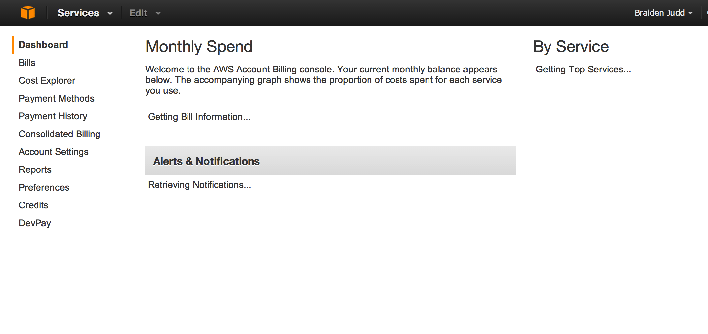 Services Edit Braiden Judd
Dashboard
Bills
Cost Explorer
Payment Methods
Payment History
Consolidated Billing
Account Settings
Reports
Preferences
Credits
DevPay
Monthly Spend
Welcome to the AWS Account Billing console. Your current monthly balance appears
below. The accompanying graph shows the proportion of costs spent for each service
you use.
Getting Bill Information...
Alerts & Notifications
Retrieving Notifications...
By Service
Getting Top Services...